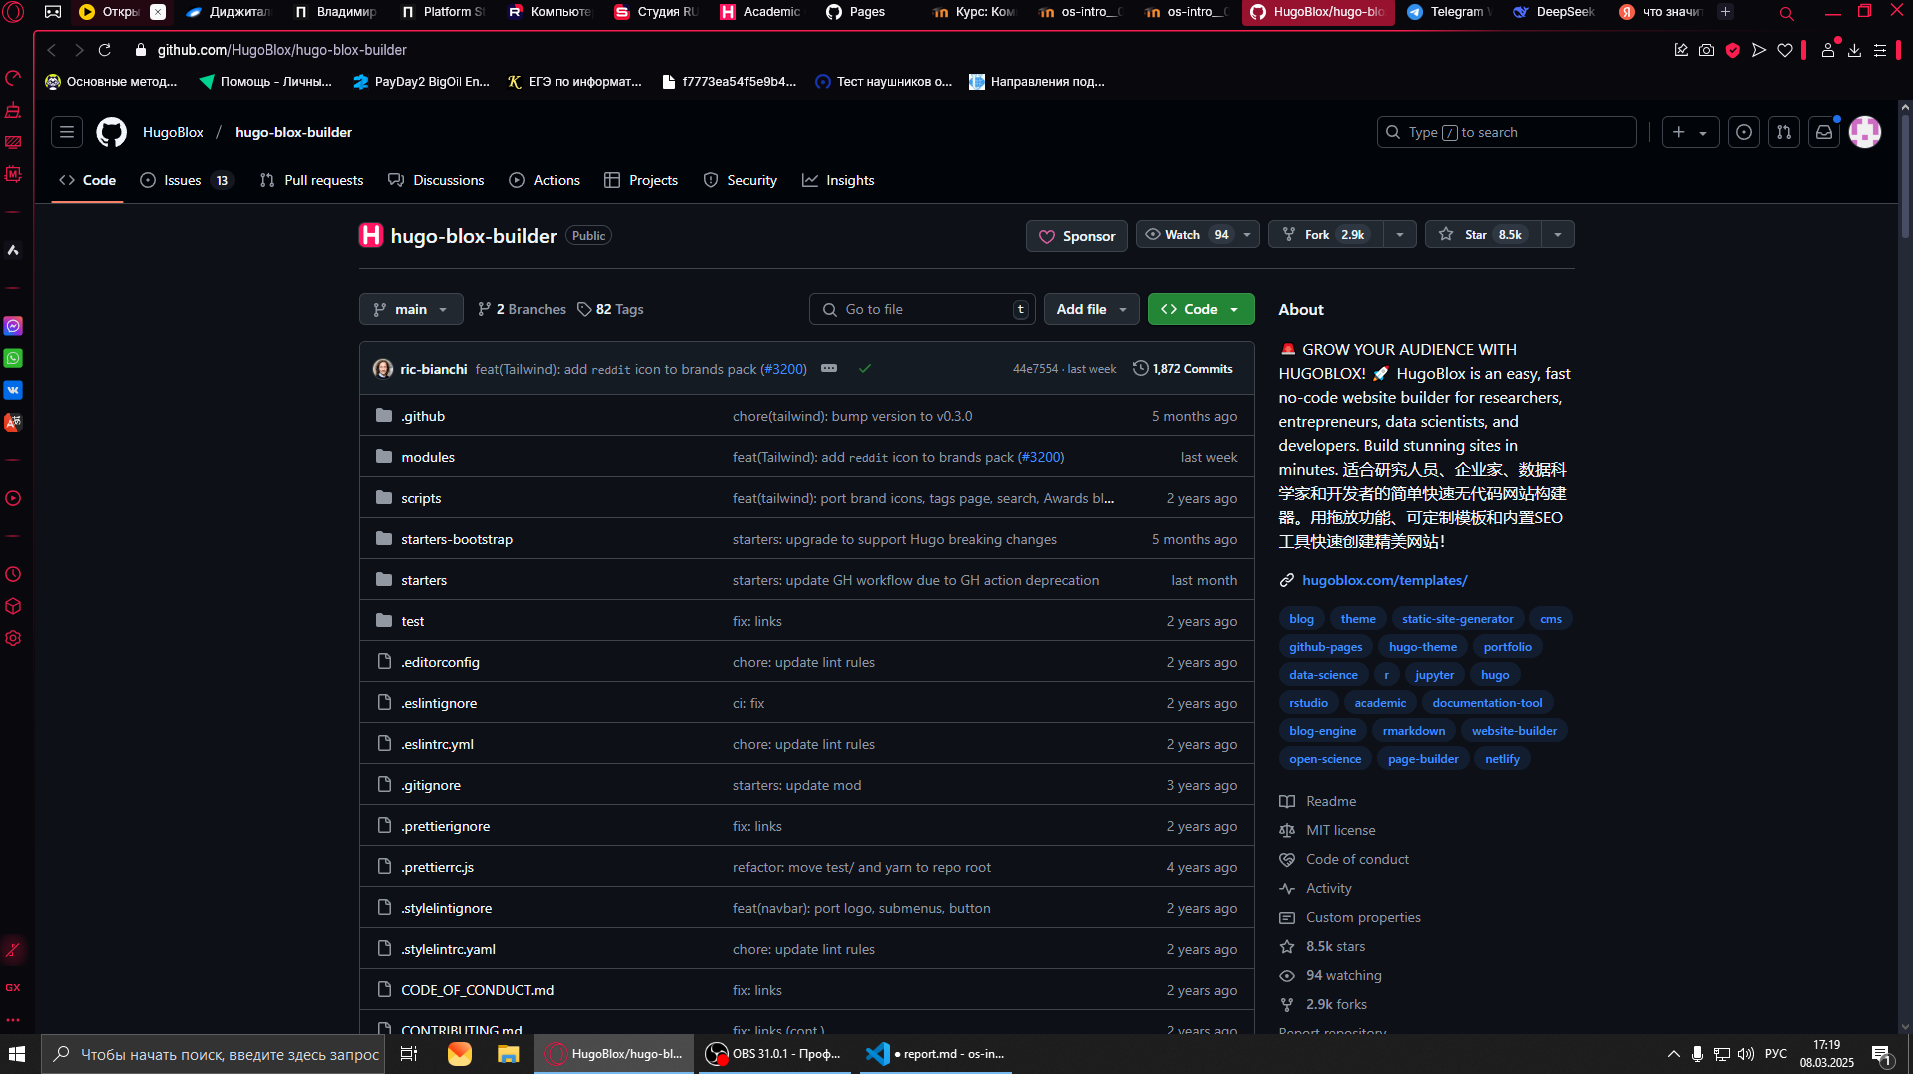 Откры
Диджитал
Владимир
Platform S
Компьюте
Студия RU
Academic
Pages
Курс: Ком
os-intro__
os-intro__
HugoBlox/hugo-blo
Telegram
DeepSeek
что значи
github.com/HugoBlox/hugo-blox-builder
Основные метод...
Помощь - Личны...
PayDay2 BigOil En...
ЕГЭ по информат...
f7773ea54f5e9b4...
Тест наушников о...
Направления под...
HugoBlox / hugo-blox-builder
Type / to search
Code
Issues 13
Pull requests
Discussions
Actions
Projects
Security
Insights
hugo-blox-builder Public
Sponsor
Watch 94
Fork 2.9k
Star 8.5k
main
2 Branches
82 Tags
Go to file t
Add file
Code
ric-bianchi feat(Tailwind): add reddit icon to brands pack (#3200) 44e7554 · last week 1,872 Commits
.github chore(tailwind): bump version to v0.3.0 5 months ago
modules feat(Tailwind): add reddit icon to brands pack (#3200) last week
scripts feat(tailwind): port brand icons, tags page, search, Awards bl... 2 years ago
starters-bootstrap starters: upgrade to support Hugo breaking changes 5 months ago
starters starters: update GH workflow due to GH action deprecation last month
test fix: links 2 years ago
.editorconfig chore: update lint rules 2 years ago
.eslintignore ci: fix 2 years ago
.eslintrc.yml chore: update lint rules 2 years ago
.gitignore starters: update mod 3 years ago
.prettierignore fix: links 2 years ago
.prettierrc.js refactor: move test/ and yarn to repo root 4 years ago
.stylelintignore feat(navbar): port logo, submenus, button 2 years ago
.stylelintrc.yaml chore: update lint rules 2 years ago
CODE_OF_CONDUCT.md fix: links 2 years ago
CONTRIBUTING.md fix: links (cont.) 2 years ago
About
🚨 GROW YOUR AUDIENCE WITH
HUGOBLOX! 🚀 HugoBlox is an easy, fast
no-code website builder for researchers,
entrepreneurs, data scientists, and
developers. Build stunning sites in
minutes. 适合研究人员、企业家、数据科
学家和开发者的简单快速无代码网站构建
器。用拖放功能、可定制模板和内置SEO
工具快速创建精美网站!
hugoblox.com/templates/
blog theme static-site-generator cms
github-pages hugo-theme portfolio
data-science r jupyter hugo
rstudio academic documentation-tool
blog-engine rmarkdown website-builder
open-science page-builder netlify
Readme
MIT license
Code of conduct
Activity
Custom properties
8.5k stars
94 watching
2.9k forks
Report repository
GX
Чтобы начать поиск, введите здесь запрос
HugoBlox/hugo-bl...
OBS 31.0.1 - Проф...
● report.md - os-in...
РУС
17:19
08.03.2025
1